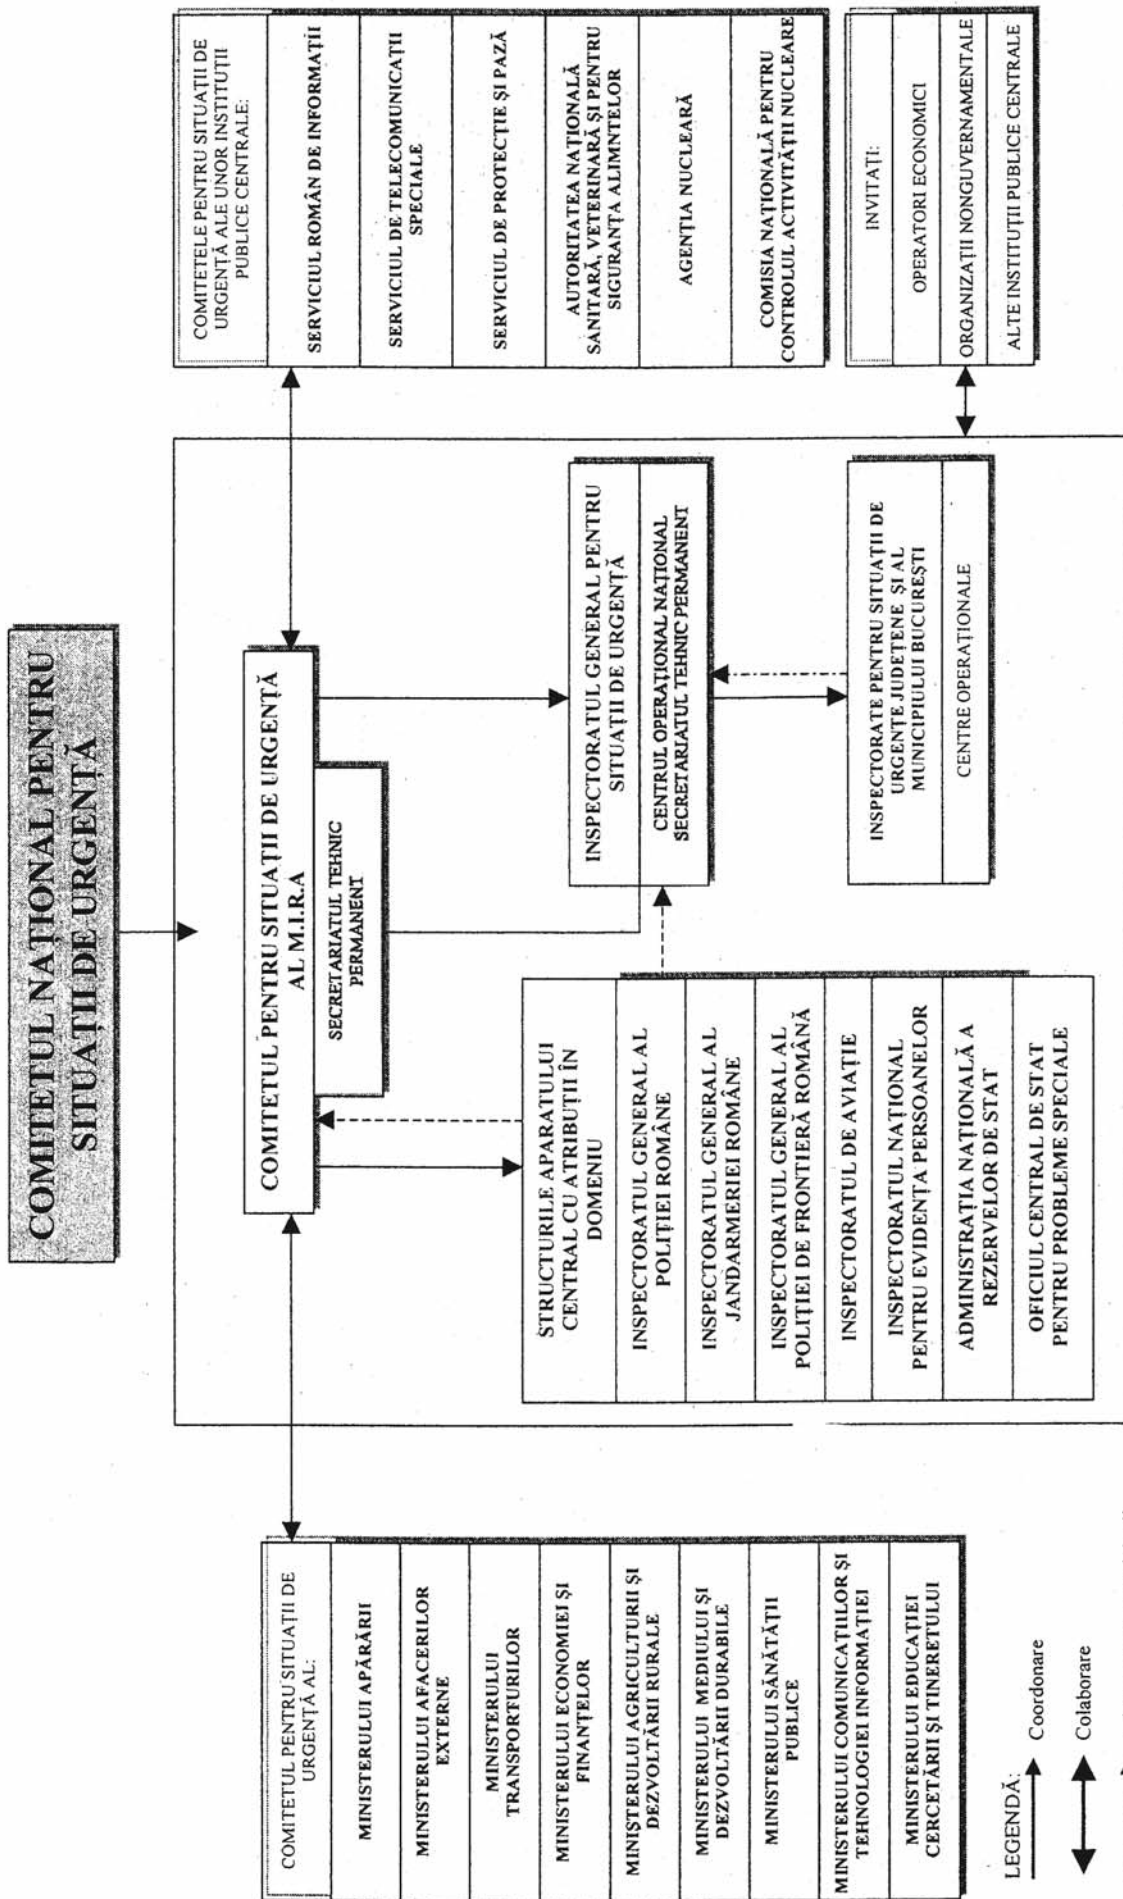 COMITETUL NAȚIONAL PENTRU
SITUAȚII DE URGENȚĂ
COMITETUL PENTRU SITUAȚII DE
URGENȚĂ AL:
MINISTERULUI APĂRĂRII
MINISTERULUI AFACERILOR
EXTERNE
MINISTERULUI
TRANSPORTURILOR
MINISTERULUI ECONOMIEI ȘI
FINANȚELOR
MINIȘTERULUI AGRICULTURII ȘI
DEZVOLTĂRII RURALE
MINISTERULUI MEDIULUI ȘI
DEZVOLTĂRII DURABILE
MINISTERULUI SĂNĂTĂȚII
PUBLICE
MINISTERULUI COMUNICAȚIILOR ȘI
TEHNOLOGIEI INFORMAȚIEI
MINISTERULUI EDUCAȚIEI
CERCETĂRII ȘI TINERETULUI
COMITETUL PENTRU SITUAȚII DE URGENȚĂ
AL M.I.R.A
SECRETARIATUL TEHNIC
PERMANENT
STRUCTURILE APARATULUI
CENTRAL CU ATRIBUȚII ÎN
DOMENIU
INSPECTORATUL GENERAL AL
POLIȚIEI ROMÂNE
INSPECTORATUL GENERAL AL
JANDARMERIEI ROMÂNE
INSPECTORATUL GENERAL AL
POLIȚIEI DE FRONTIERĂ ROMÂNĂ
INSPECTORATUL DE AVIAȚIE
INSPECTORATUL NAȚIONAL
PENTRU EVIDENȚA PERSOANELOR
ADMINISTRAȚIA NAȚIONALĂ A
REZERVELOR DE STAT
OFICIUL CENTRAL DE STAT
PENTRU PROBLEME SPECIALE
INSPECTORATUL GENERAL PENTRU
SITUAȚII DE URGENȚĂ
CENTRUL OPERAȚIONAL NAȚIONAL
SECRETARIATUL TEHNIC PERMANENT
INSPECTORATE PENTRU SITUAȚII DE
URGENȚE JUDEȚENE ȘI AL
MUNICIPIULUI BUCUREȘTI
CENTRE OPERAȚIONALE
COMITETELE PENTRU SITUAȚII DE
URGENȚĂ ALE UNOR INSTITUȚII
PUBLICE CENTRALE:
SERVICIUL ROMÂN DE INFORMAȚII
SERVICIUL DE TELECOMUNICAȚII
SPECIALE
SERVICIUL DE PROTECȚIE ȘI PAZĂ
AUTORITATEA NAȚIONALĂ
SANITARĂ, VETERINARĂ ȘI PENTRU
SIGURANȚA ALIMNTELOR
AGENȚIA NUCLEARĂ
COMISIA NAȚIONALĂ PENTRU
CONTROLUL ACTIVITĂȚII NUCLEARE
INVITAȚI:
OPERATORI ECONOMICI
ORGANIZAȚII NONGUVERNAMENTALE
ALTE INSTITUȚII PUBLICE CENTRALE
LEGENDĂ:
Coordonare
Colaborare